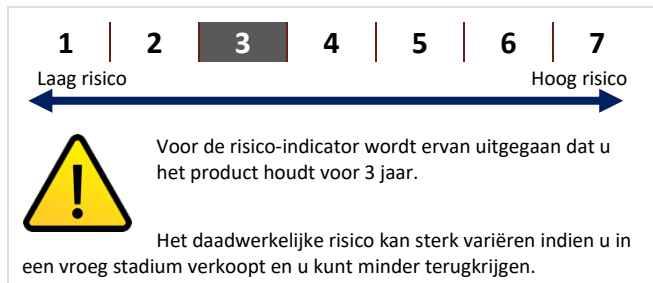 1 2 3 4 5 6 7
Laag risico Hoog risico
!
Voor de risico-indicator wordt ervan uitgegaan dat u
het product houdt voor 3 jaar.
Het daadwerkelijke risico kan sterk variëren indien u in
een vroeg stadium verkoopt en u kunt minder terugkrijgen.